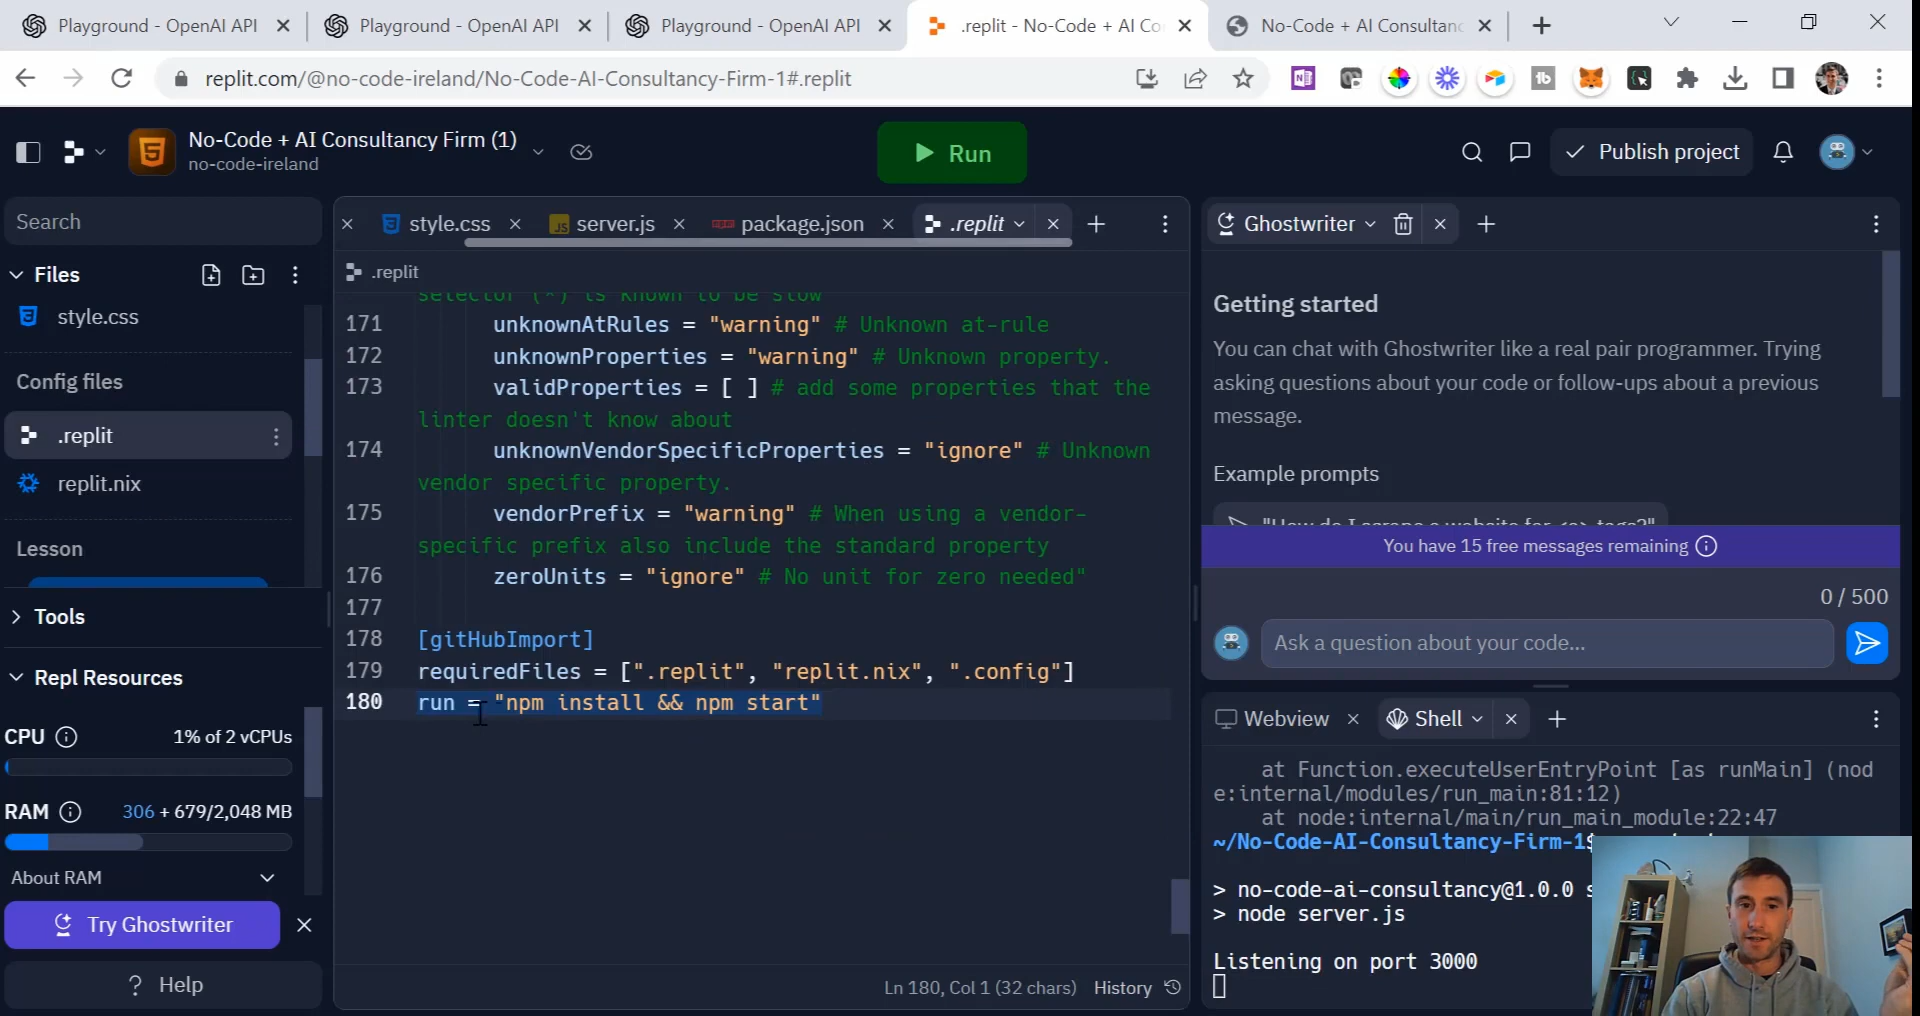 Playground - OpenAI API
Playground - OpenAI API
Playground - OpenAI API
.replit - No-Code + AI Co
No-Code + AI Consultanc
replit.com/@no-code-ireland/No-Code-AI-Consultancy-Firm-1#.replit
No-Code + AI Consultancy Firm (1)
no-code-ireland
Run
Publish project
Search
Files
style.css
Config files
.replit
replit.nix
Lesson
Tools
Repl Resources
CPU
1% of 2 vCPUs
RAM
306 + 679/2,048 MB
About RAM
Try Ghostwriter
? Help
style.css
server.js
package.json
.replit
.replit
selector (*) is known to be slow
171 unknownAtRules = "warning" # Unknown at-rule
172 unknownProperties = "warning" # Unknown property.
173 validProperties = [ ] # add some properties that the
linter doesn't know about
174 unknownVendorSpecificProperties = "ignore" # Unknown
vendor specific property.
175 vendorPrefix = "warning" # When using a vendor-
specific prefix also include the standard property
176 zeroUnits = "ignore" # No unit for zero needed"
177
178 [gitHubImport]
179 requiredFiles = [".replit", "replit.nix", ".config"]
180 run = "npm install && npm start"
Ln 180, Col 1 (32 chars)
History
Ghostwriter
Getting started
You can chat with Ghostwriter like a real pair programmer. Trying
asking questions about your code or follow-ups about a previous
message.
Example prompts
"How do I scrape a website for <a> tags?"
You have 15 free messages remaining
0 / 500
Ask a question about your code...
Webview
Shell
at Function.executeUserEntryPoint [as runMain] (nod
e:internal/modules/run_main:81:12)
at node:internal/main/run_main_module:22:47
~/No-Code-AI-Consultancy-Firm-1$
> no-code-ai-consultancy@1.0.0 s
> node server.js
Listening on port 3000